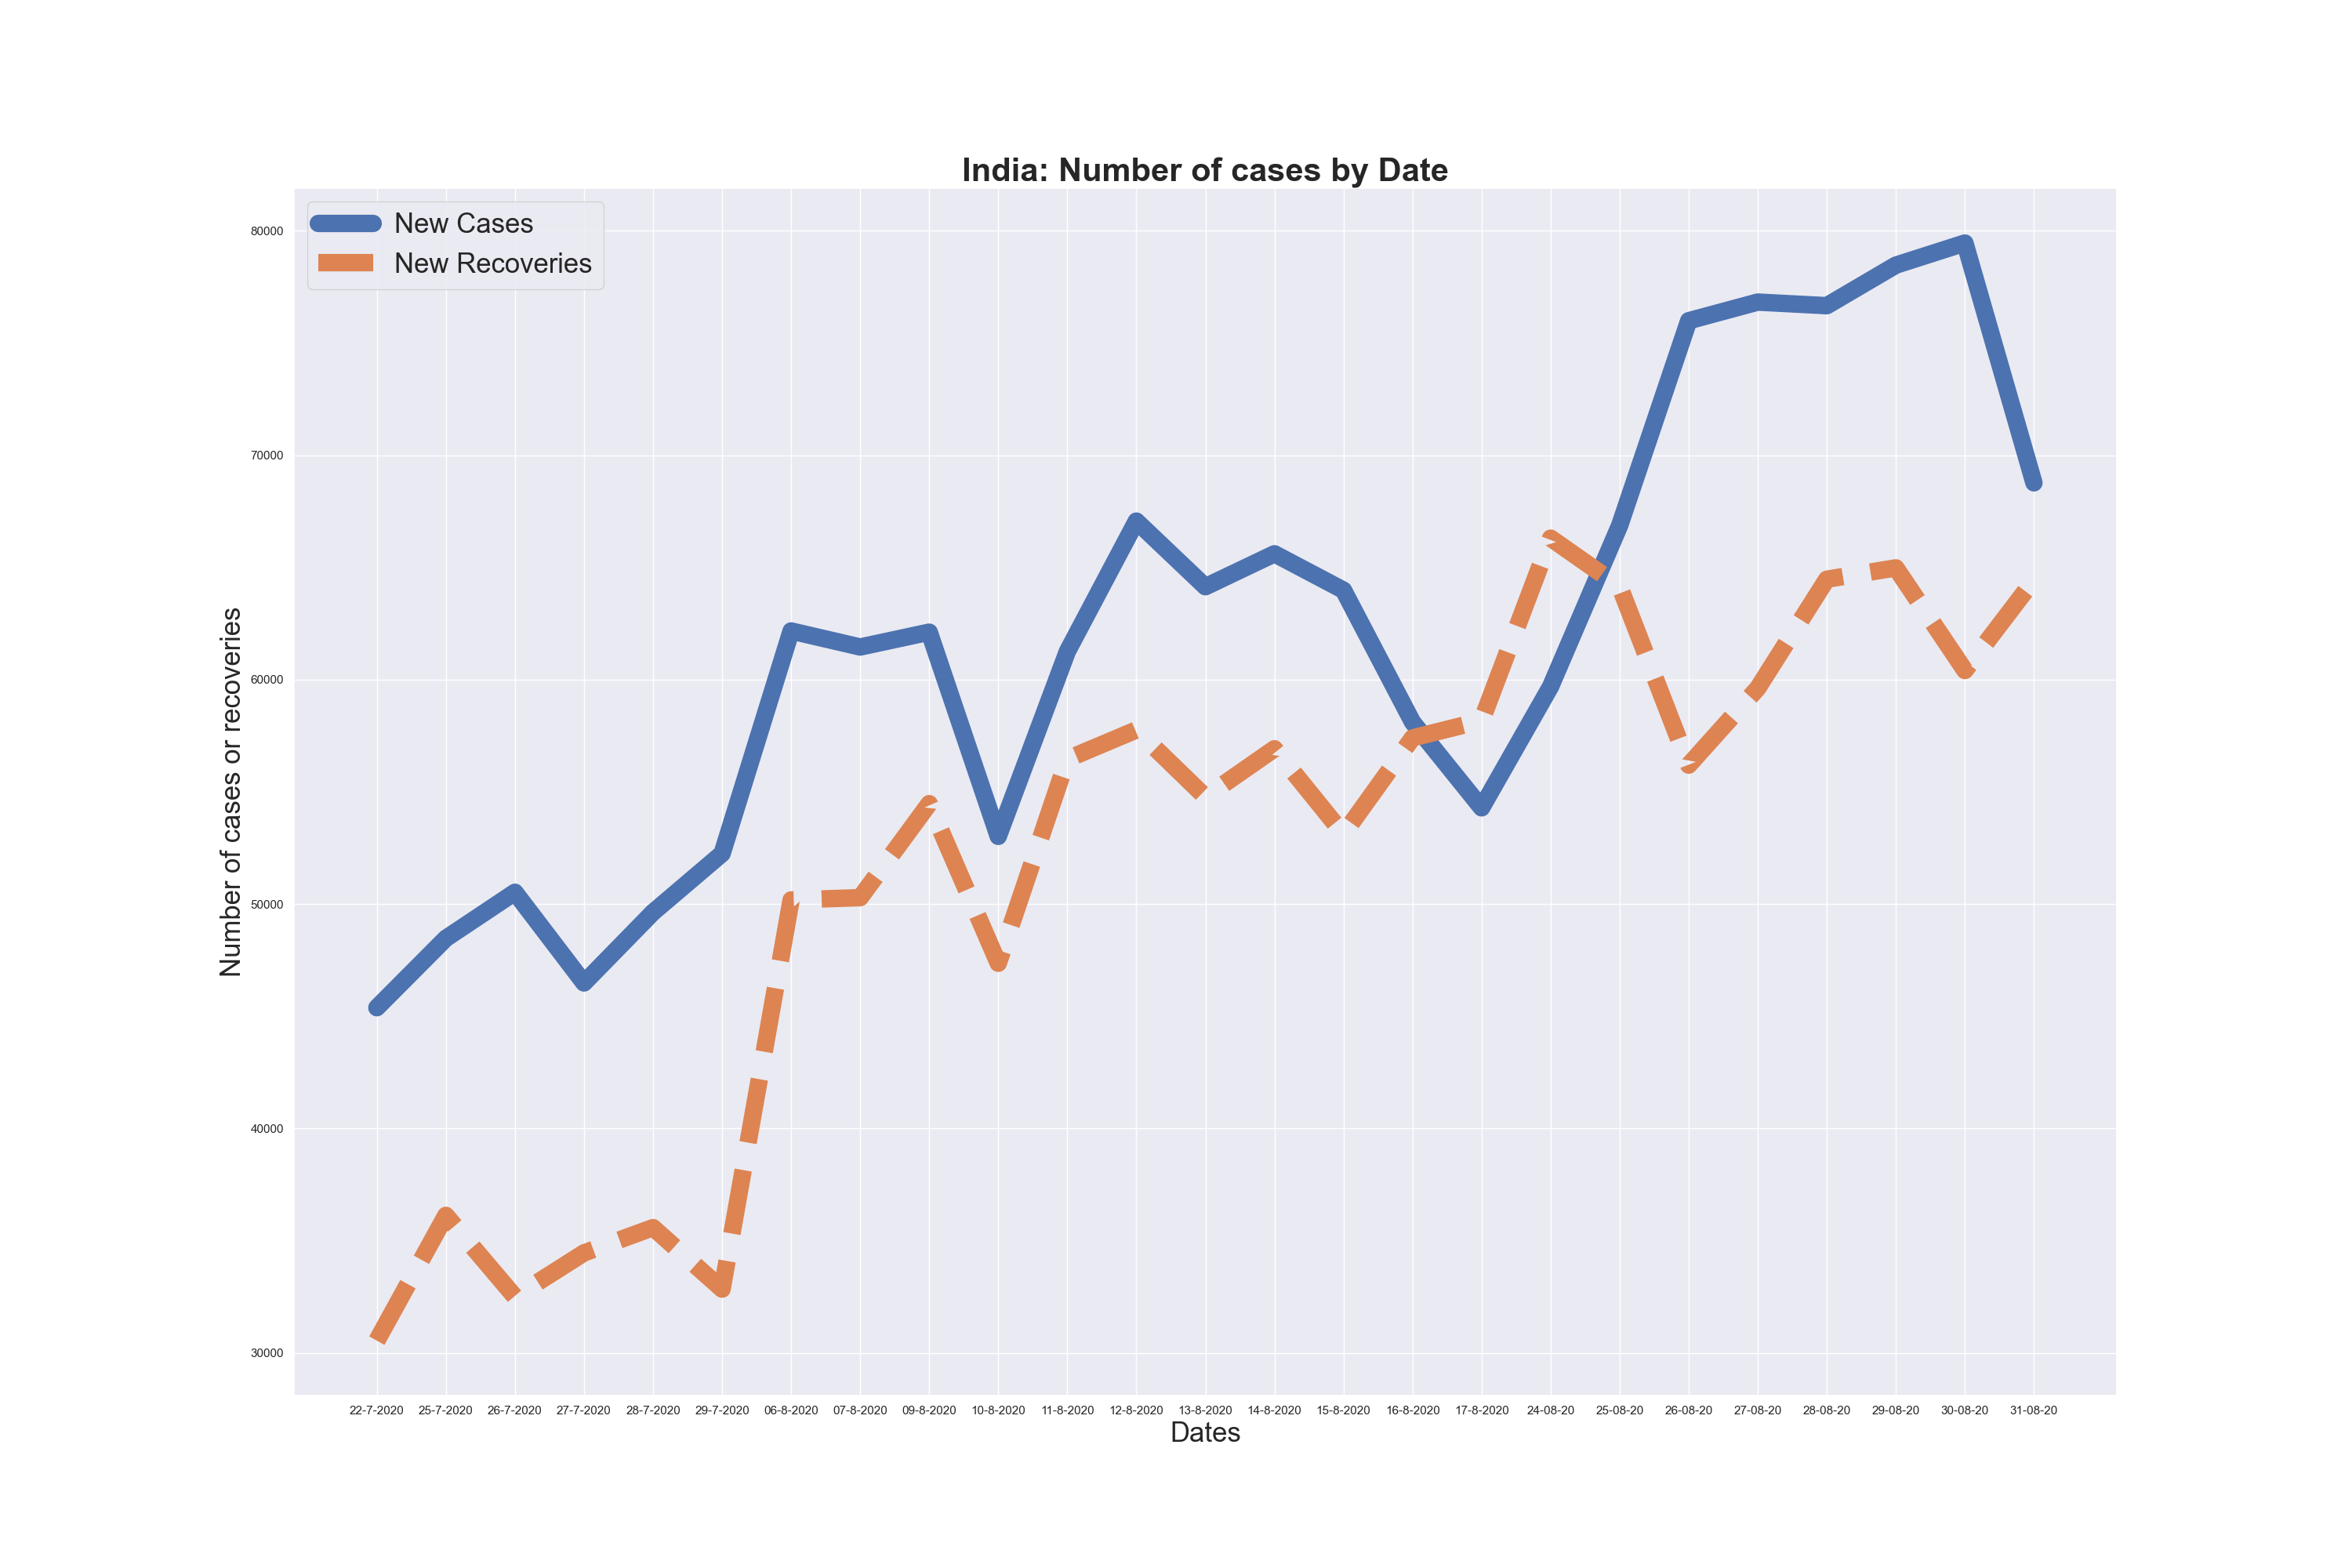 India: Number of cases by Date
New Cases
New Recoveries
80000
70000
60000
50000
40000
30000
Number of cases or recoveries
22-7-2020 25-7-2020 26-7-2020 27-7-2020 28-7-2020 29-7-2020 06-8-2020 07-8-2020 09-8-2020 10-8-2020 11-8-2020 12-8-2020 13-8-2020 14-8-2020 15-8-2020 16-8-2020 17-8-2020 24-08-20 25-08-20 26-08-20 27-08-20 28-08-20 29-08-20 30-08-20 31-08-20
Dates